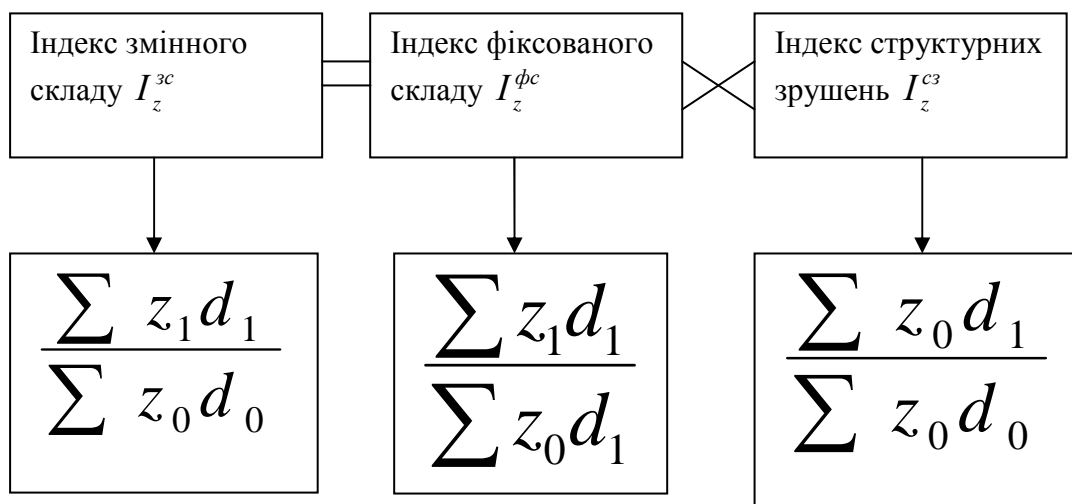 Індекс змінного
складу I_z^{зс}
Індекс фіксованого
складу I_z^{фс}
Індекс структурних
зрушень I_z^{сз}
∑ z₁d₁
∑ z₀d₀
∑ z₁d₁
∑ z₀d₁
∑ z₀d₁
∑ z₀d₀